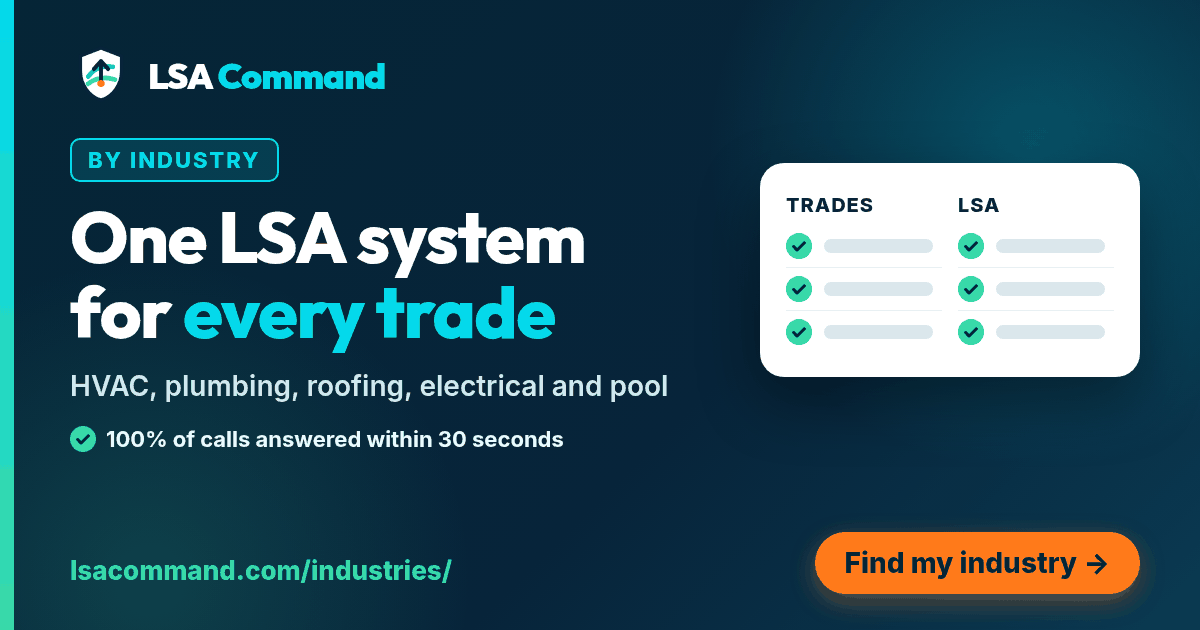 LSA Command
BY INDUSTRY
One LSA system
for every trade
HVAC, plumbing, roofing, electrical and pool
100% of calls answered within 30 seconds
TRADES
LSA
lsacommand.com/industries/
Find my industry →